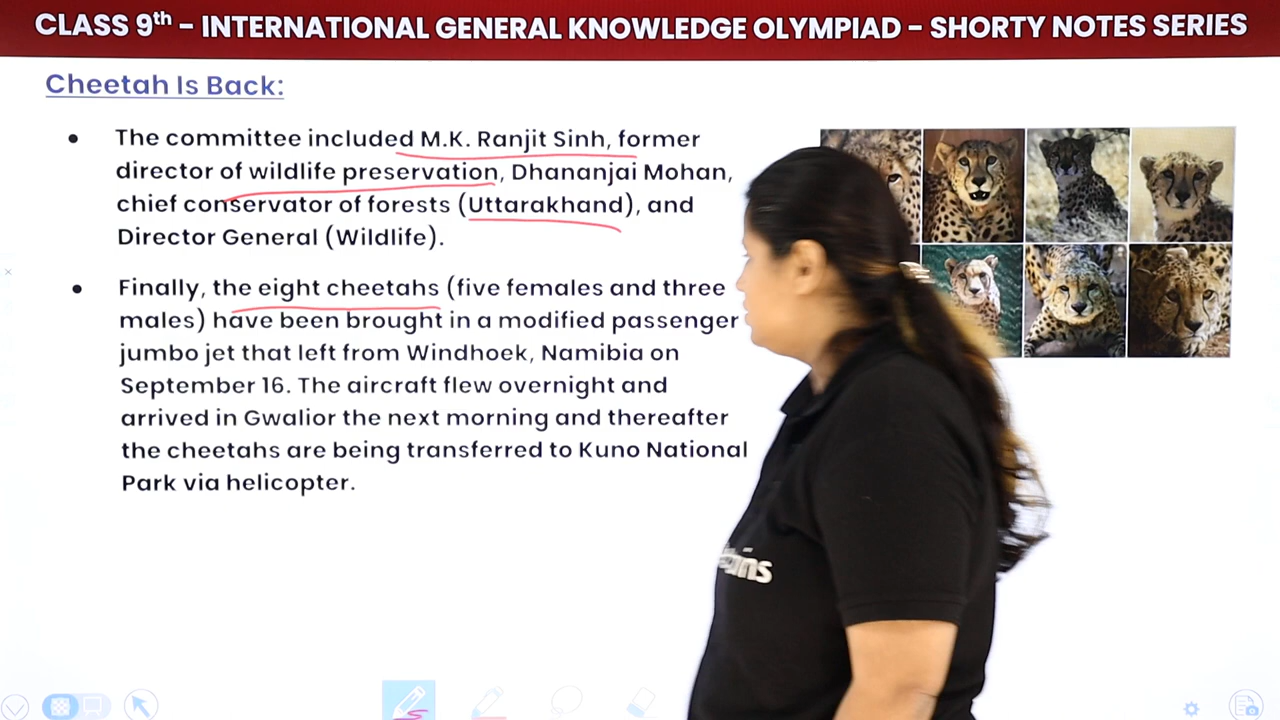 CLASS 9th – INTERNATIONAL GENERAL KNOWLEDGE OLYMPIAD – SHORTY NOTES SERIES
Cheetah Is Back:
• The committee included M.K. Ranjit Sinh, former
director of wildlife preservation, Dhananjai Mohan,
chief conservator of forests (Uttarakhand), and
Director General (Wildlife).
• Finally, the eight cheetahs (five females and three
males) have been brought in a modified passenger
jumbo jet that left from Windhoek, Namibia on
September 16. The aircraft flew overnight and
arrived in Gwalior the next morning and thereafter
the cheetahs are being transferred to Kuno National
Park via helicopter.